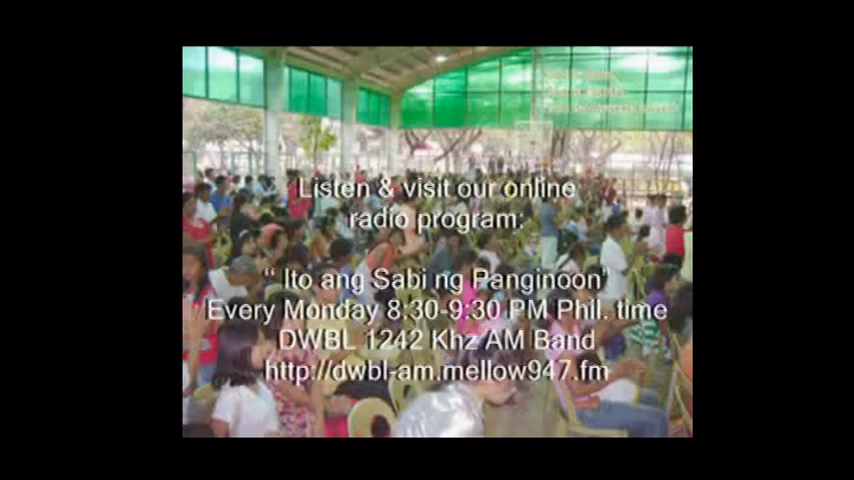 Listen & visit our online
radio program:
“ Ito ang Sabi ng Panginoon"
Every Monday 8:30-9:30 PM Phil. time
DWBL 1242 Khz AM Band
http://dwbl-am.mellow947.fm